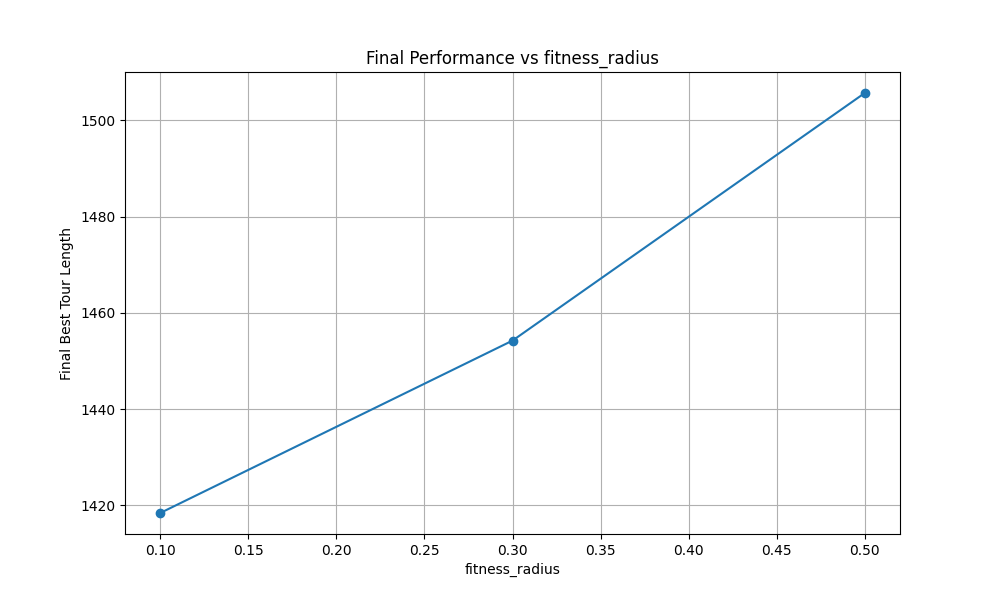 Final Performance vs fitness_radius
Final Best Tour Length
1500
1480
1460
1440
1420
0.10 0.15 0.20 0.25 0.30 0.35 0.40 0.45 0.50
fitness_radius